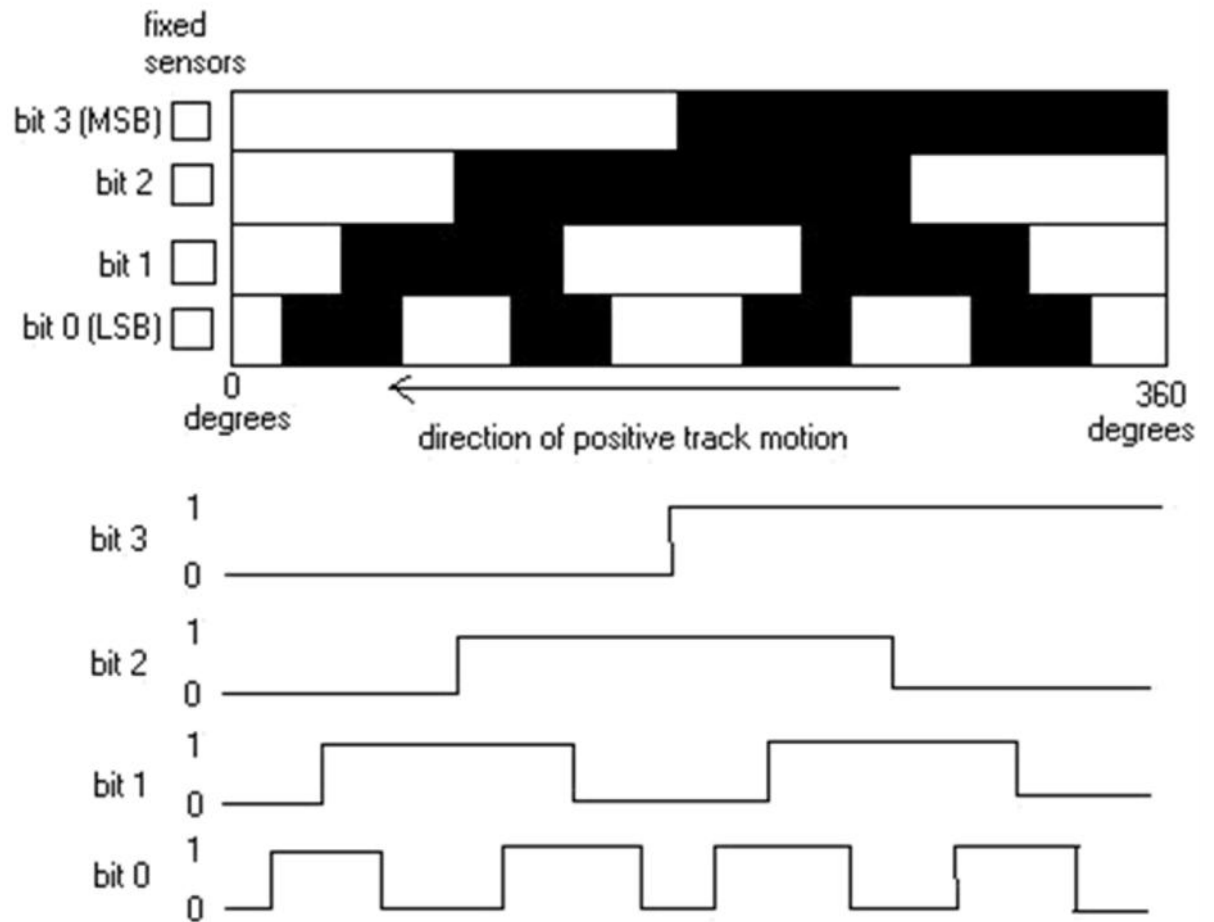 fixed
sensors
bit 3 (MSB)
bit 2
bit 1
bit 0 (LSB)
0
degrees
360
degrees
direction of positive track motion
1
bit 3
0
1
bit 2
0
1
bit 1
0
1
bit 0
0